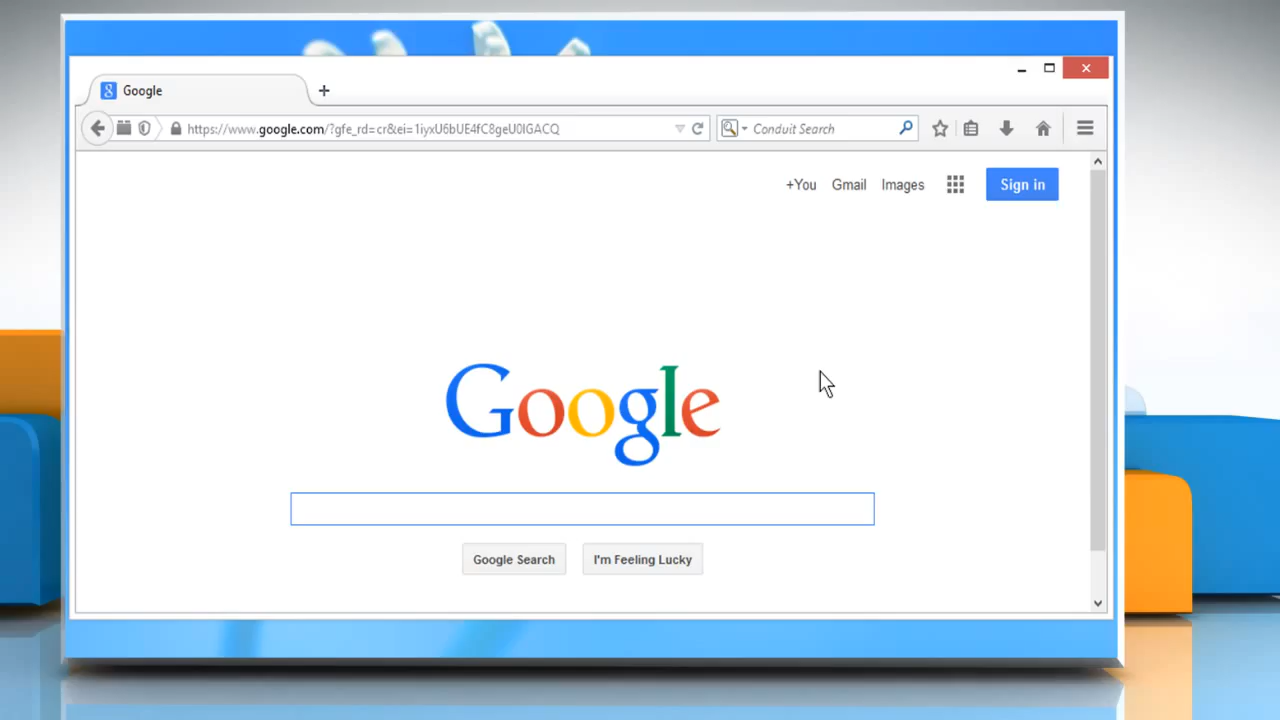 Google
https://www.google.com/?gfe_rd=cr&ei=1iyxU6bUE4fC8geU0IGACQ
Conduit Search
+You Gmail Images Sign in
Google
Google Search I'm Feeling Lucky